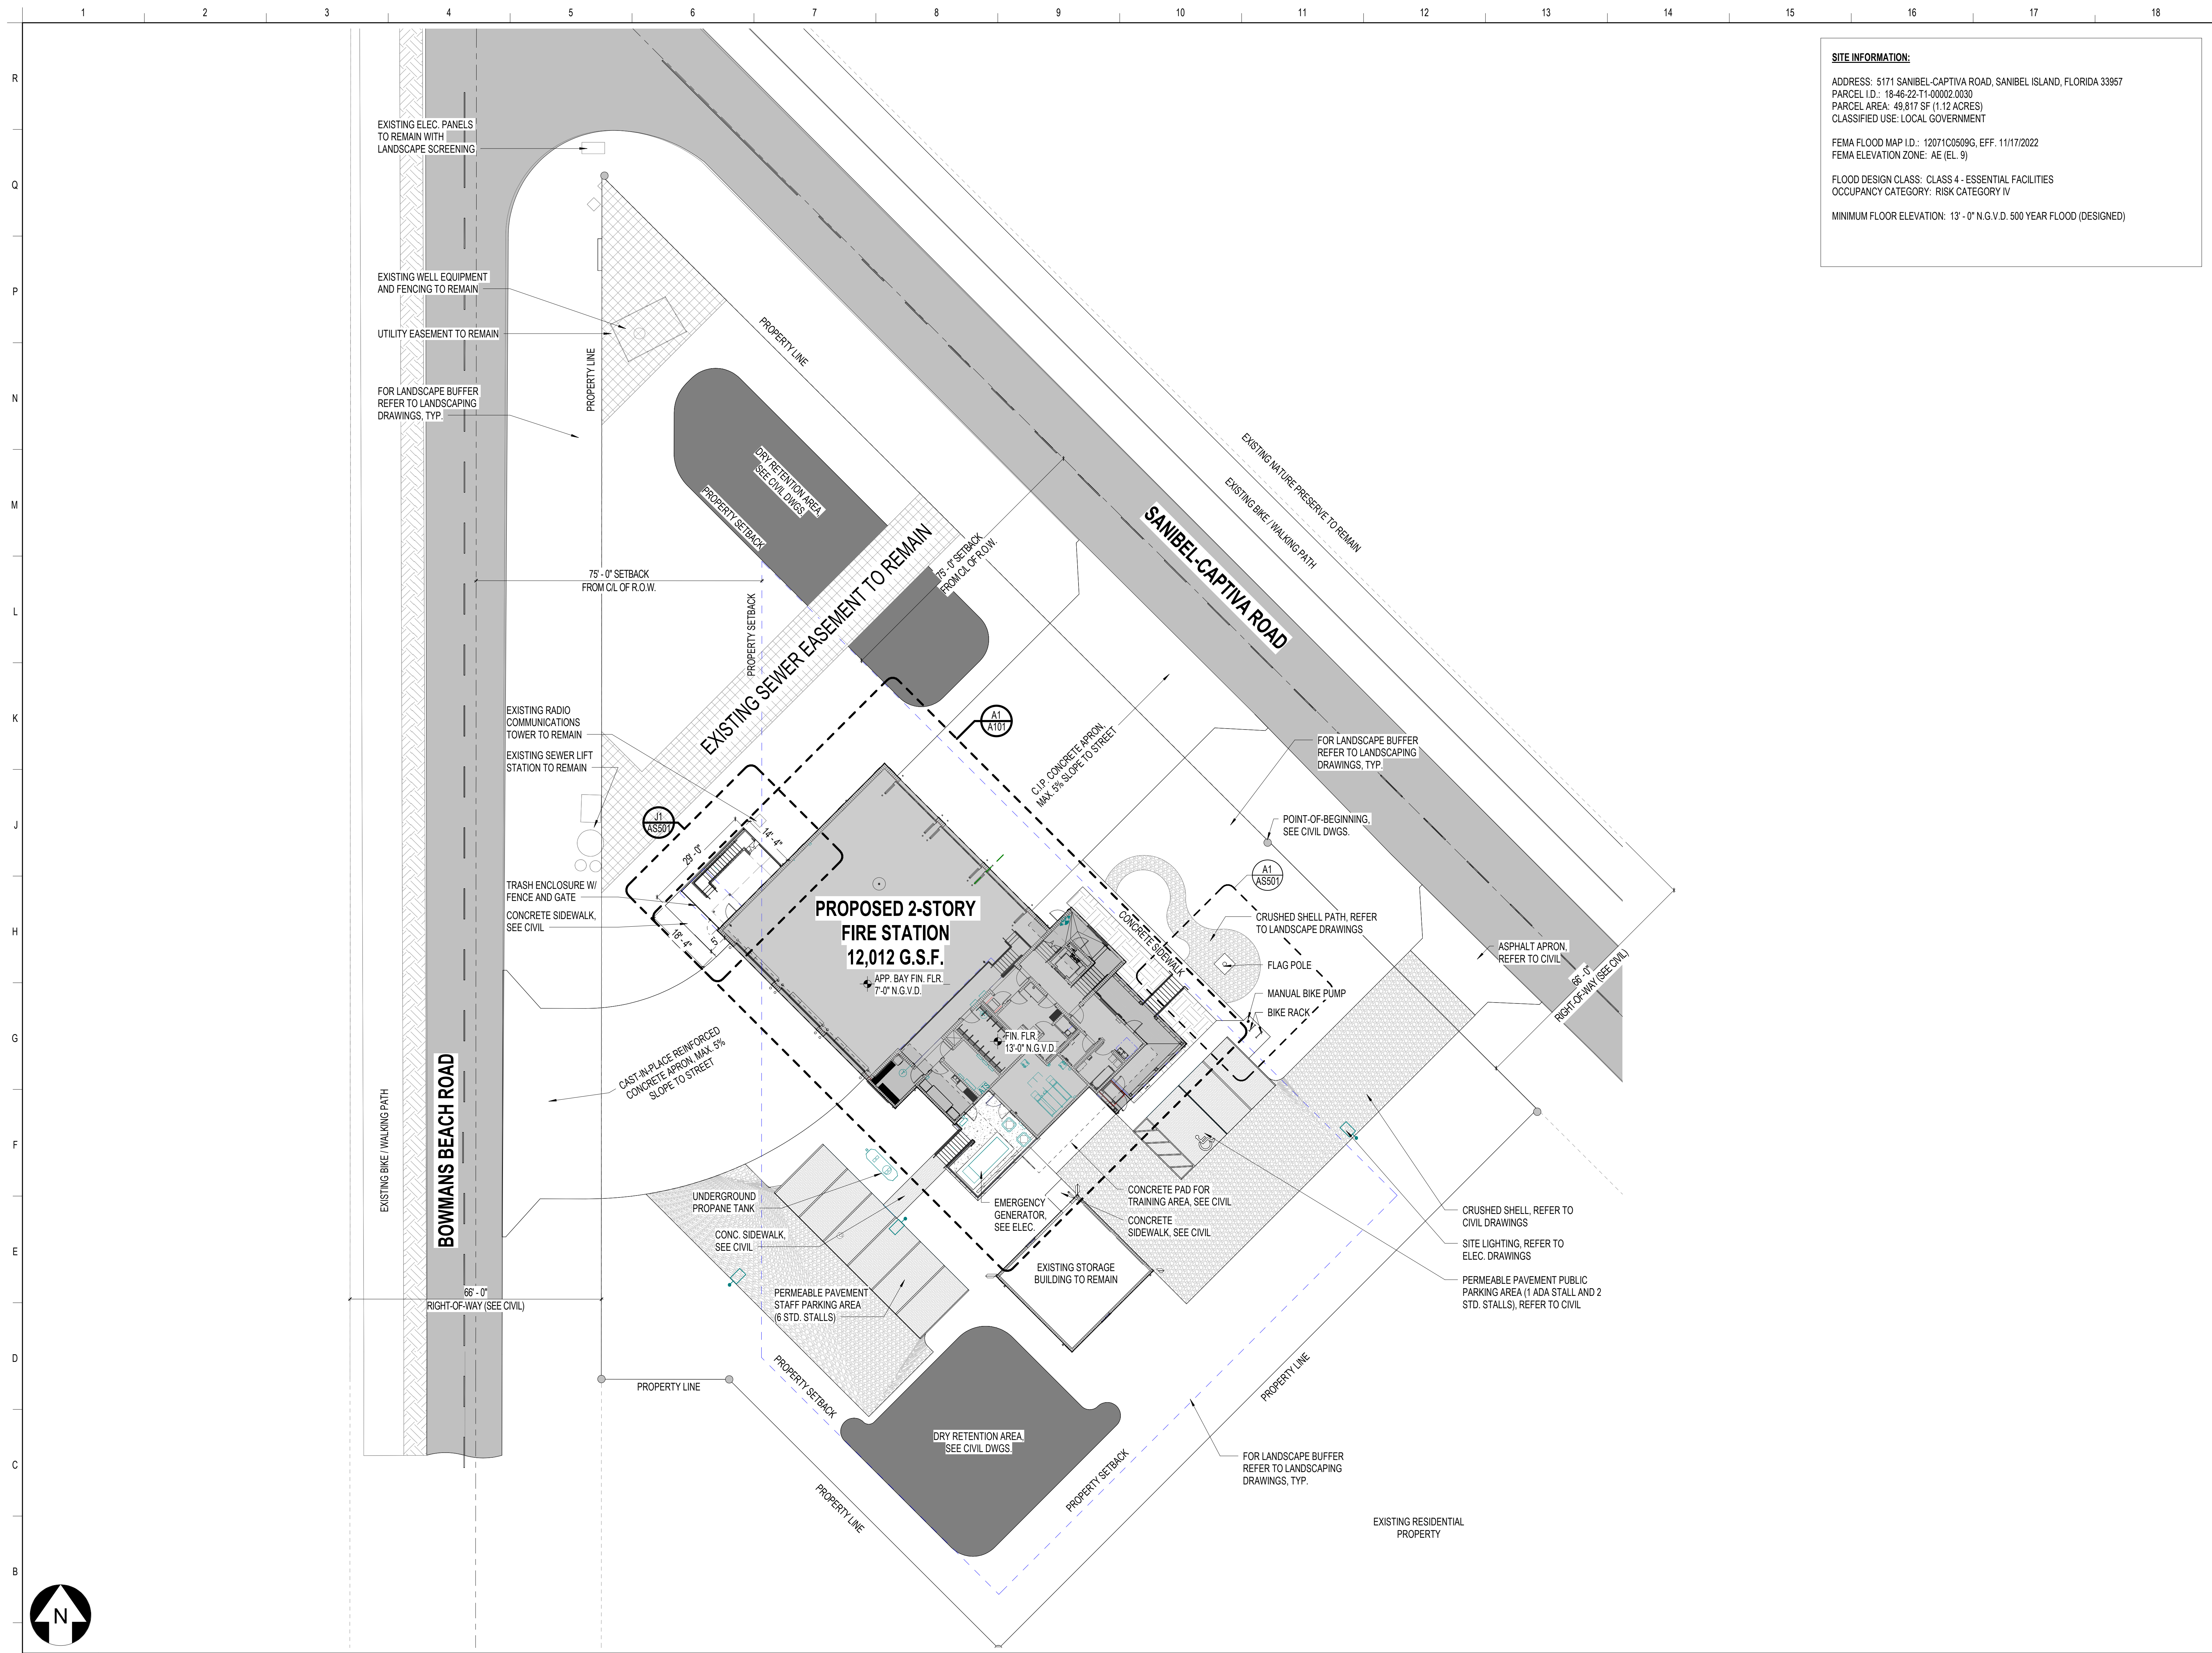 1 2 3 4 5 6 7 8 9 10 11 12 13 14 15 16 17 18
R
Q
P
N
M
L
K
J
H
G
F
E
D
C
B
SITE INFORMATION:
ADDRESS: 5171 SANIBEL-CAPTIVA ROAD, SANIBEL ISLAND, FLORIDA 33957
PARCEL I.D.: 18-46-22-T1-00002.0030
PARCEL AREA: 49,817 SF (1.12 ACRES)
CLASSIFIED USE: LOCAL GOVERNMENT
FEMA FLOOD MAP I.D.: 12071C0509G, EFF. 11/17/2022
FEMA ELEVATION ZONE: AE (EL. 9)
FLOOD DESIGN CLASS: CLASS 4 - ESSENTIAL FACILITIES
OCCUPANCY CATEGORY: RISK CATEGORY IV
MINIMUM FLOOR ELEVATION: 13' - 0" N.G.V.D. 500 YEAR FLOOD (DESIGNED)
EXISTING ELEC. PANELS
TO REMAIN WITH
LANDSCAPE SCREENING
EXISTING WELL EQUIPMENT
AND FENCING TO REMAIN
UTILITY EASEMENT TO REMAIN
PROPERTY LINE
PROPERTY LINE
FOR LANDSCAPE BUFFER
REFER TO LANDSCAPING
DRAWINGS, TYP.
DRY RETENTION AREA,
SEE CIVIL DWGS.
PROPERTY SETBACK
EXISTING NATURE PRESERVE TO REMAIN
EXISTING BIKE / WALKING PATH
SANIBEL-CAPTIVA ROAD
75' - 0" SETBACK
FROM C/L OF R.O.W.
75' - 0" SETBACK
FROM C/L OF R.O.W.
PROPERTY SETBACK
EXISTING SEWER EASEMENT TO REMAIN
EXISTING RADIO
COMMUNICATIONS
TOWER TO REMAIN
EXISTING SEWER LIFT
STATION TO REMAIN
A1
A101
C.I.P. CONCRETE APRON,
MAX. 5% SLOPE TO STREET
FOR LANDSCAPE BUFFER
REFER TO LANDSCAPING
DRAWINGS, TYP.
J1
AS501
29' - 0"
14' - 4"
POINT-OF-BEGINNING,
SEE CIVIL DWGS.
A1
AS501
TRASH ENCLOSURE W/
FENCE AND GATE
CONCRETE SIDEWALK,
SEE CIVIL
18' - 4"
PROPOSED 2-STORY
FIRE STATION
12,012 G.S.F.
APP. BAY FIN. FLR.
7'-0" N.G.V.D.
FIN. FLR.
13'-0" N.G.V.D.
CONCRETE SIDEWALK
CRUSHED SHELL PATH, REFER
TO LANDSCAPE DRAWINGS
FLAG POLE
MANUAL BIKE PUMP
BIKE RACK
ASPHALT APRON,
REFER TO CIVIL
66' - 0"
RIGHT-OF-WAY (SEE CIVIL)
CAST-IN-PLACE REINFORCED
CONCRETE APRON, MAX. 5%
SLOPE TO STREET
BOWMANS BEACH ROAD
EXISTING BIKE / WALKING PATH
UNDERGROUND
PROPANE TANK
CONC. SIDEWALK,
SEE CIVIL
EMERGENCY
GENERATOR,
SEE ELEC.
CONCRETE PAD FOR
TRAINING AREA, SEE CIVIL
CONCRETE
SIDEWALK, SEE CIVIL
CRUSHED SHELL, REFER TO
CIVIL DRAWINGS
SITE LIGHTING, REFER TO
ELEC. DRAWINGS
PERMEABLE PAVEMENT PUBLIC
PARKING AREA (1 ADA STALL AND 2
STD. STALLS), REFER TO CIVIL
EXISTING STORAGE
BUILDING TO REMAIN
PERMEABLE PAVEMENT
STAFF PARKING AREA
(6 STD. STALLS)
66' - 0"
RIGHT-OF-WAY (SEE CIVIL)
PROPERTY LINE
PROPERTY SETBACK
PROPERTY LINE
DRY RETENTION AREA,
SEE CIVIL DWGS.
PROPERTY SETBACK
PROPERTY LINE
FOR LANDSCAPE BUFFER
REFER TO LANDSCAPING
DRAWINGS, TYP.
EXISTING RESIDENTIAL
PROPERTY
N